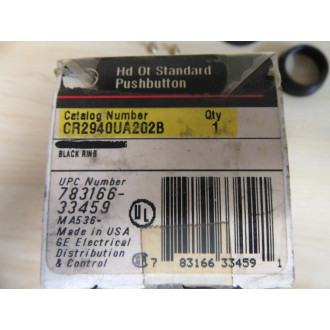 Hd Ot Standard
Pushbutton
Catalog Number Qty
CR2940UA202B 1
BLACK RING
UPC Number
783166-
33459
MA536-
Made in USA
GE Electrical
Distribution
& Control
UL
7 83166 33459 1